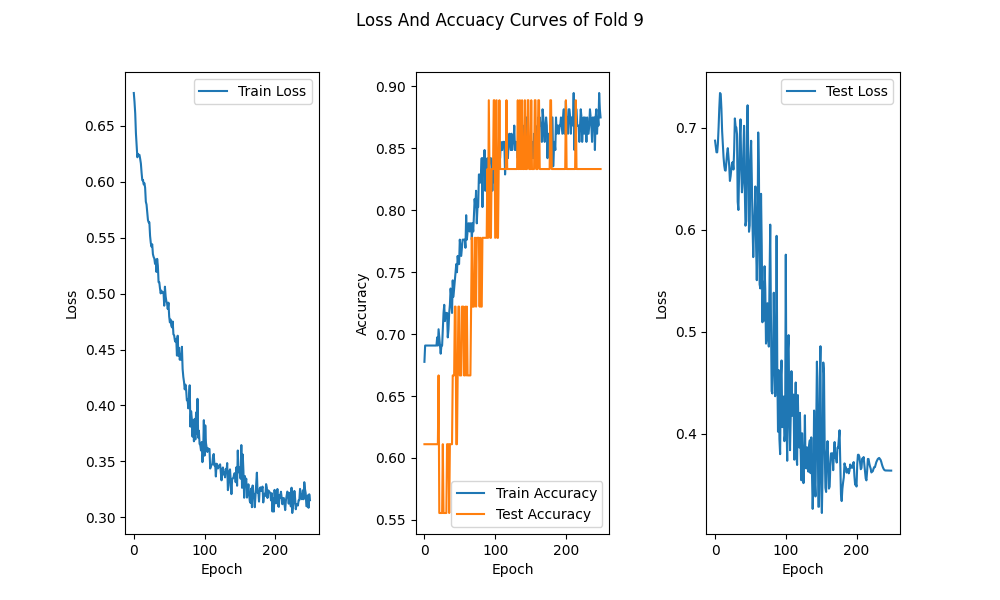 Loss And Accuacy Curves of Fold 9
Train Loss
0.65
0.60
0.55
0.50
0.45
0.40
0.35
0.30
Loss
0
100
200
Epoch
0.90
0.85
0.80
0.75
0.70
0.65
0.60
0.55
Accuracy
Train Accuracy
Test Accuracy
0
100
200
Epoch
Test Loss
0.7
0.6
0.5
0.4
Loss
0
100
200
Epoch